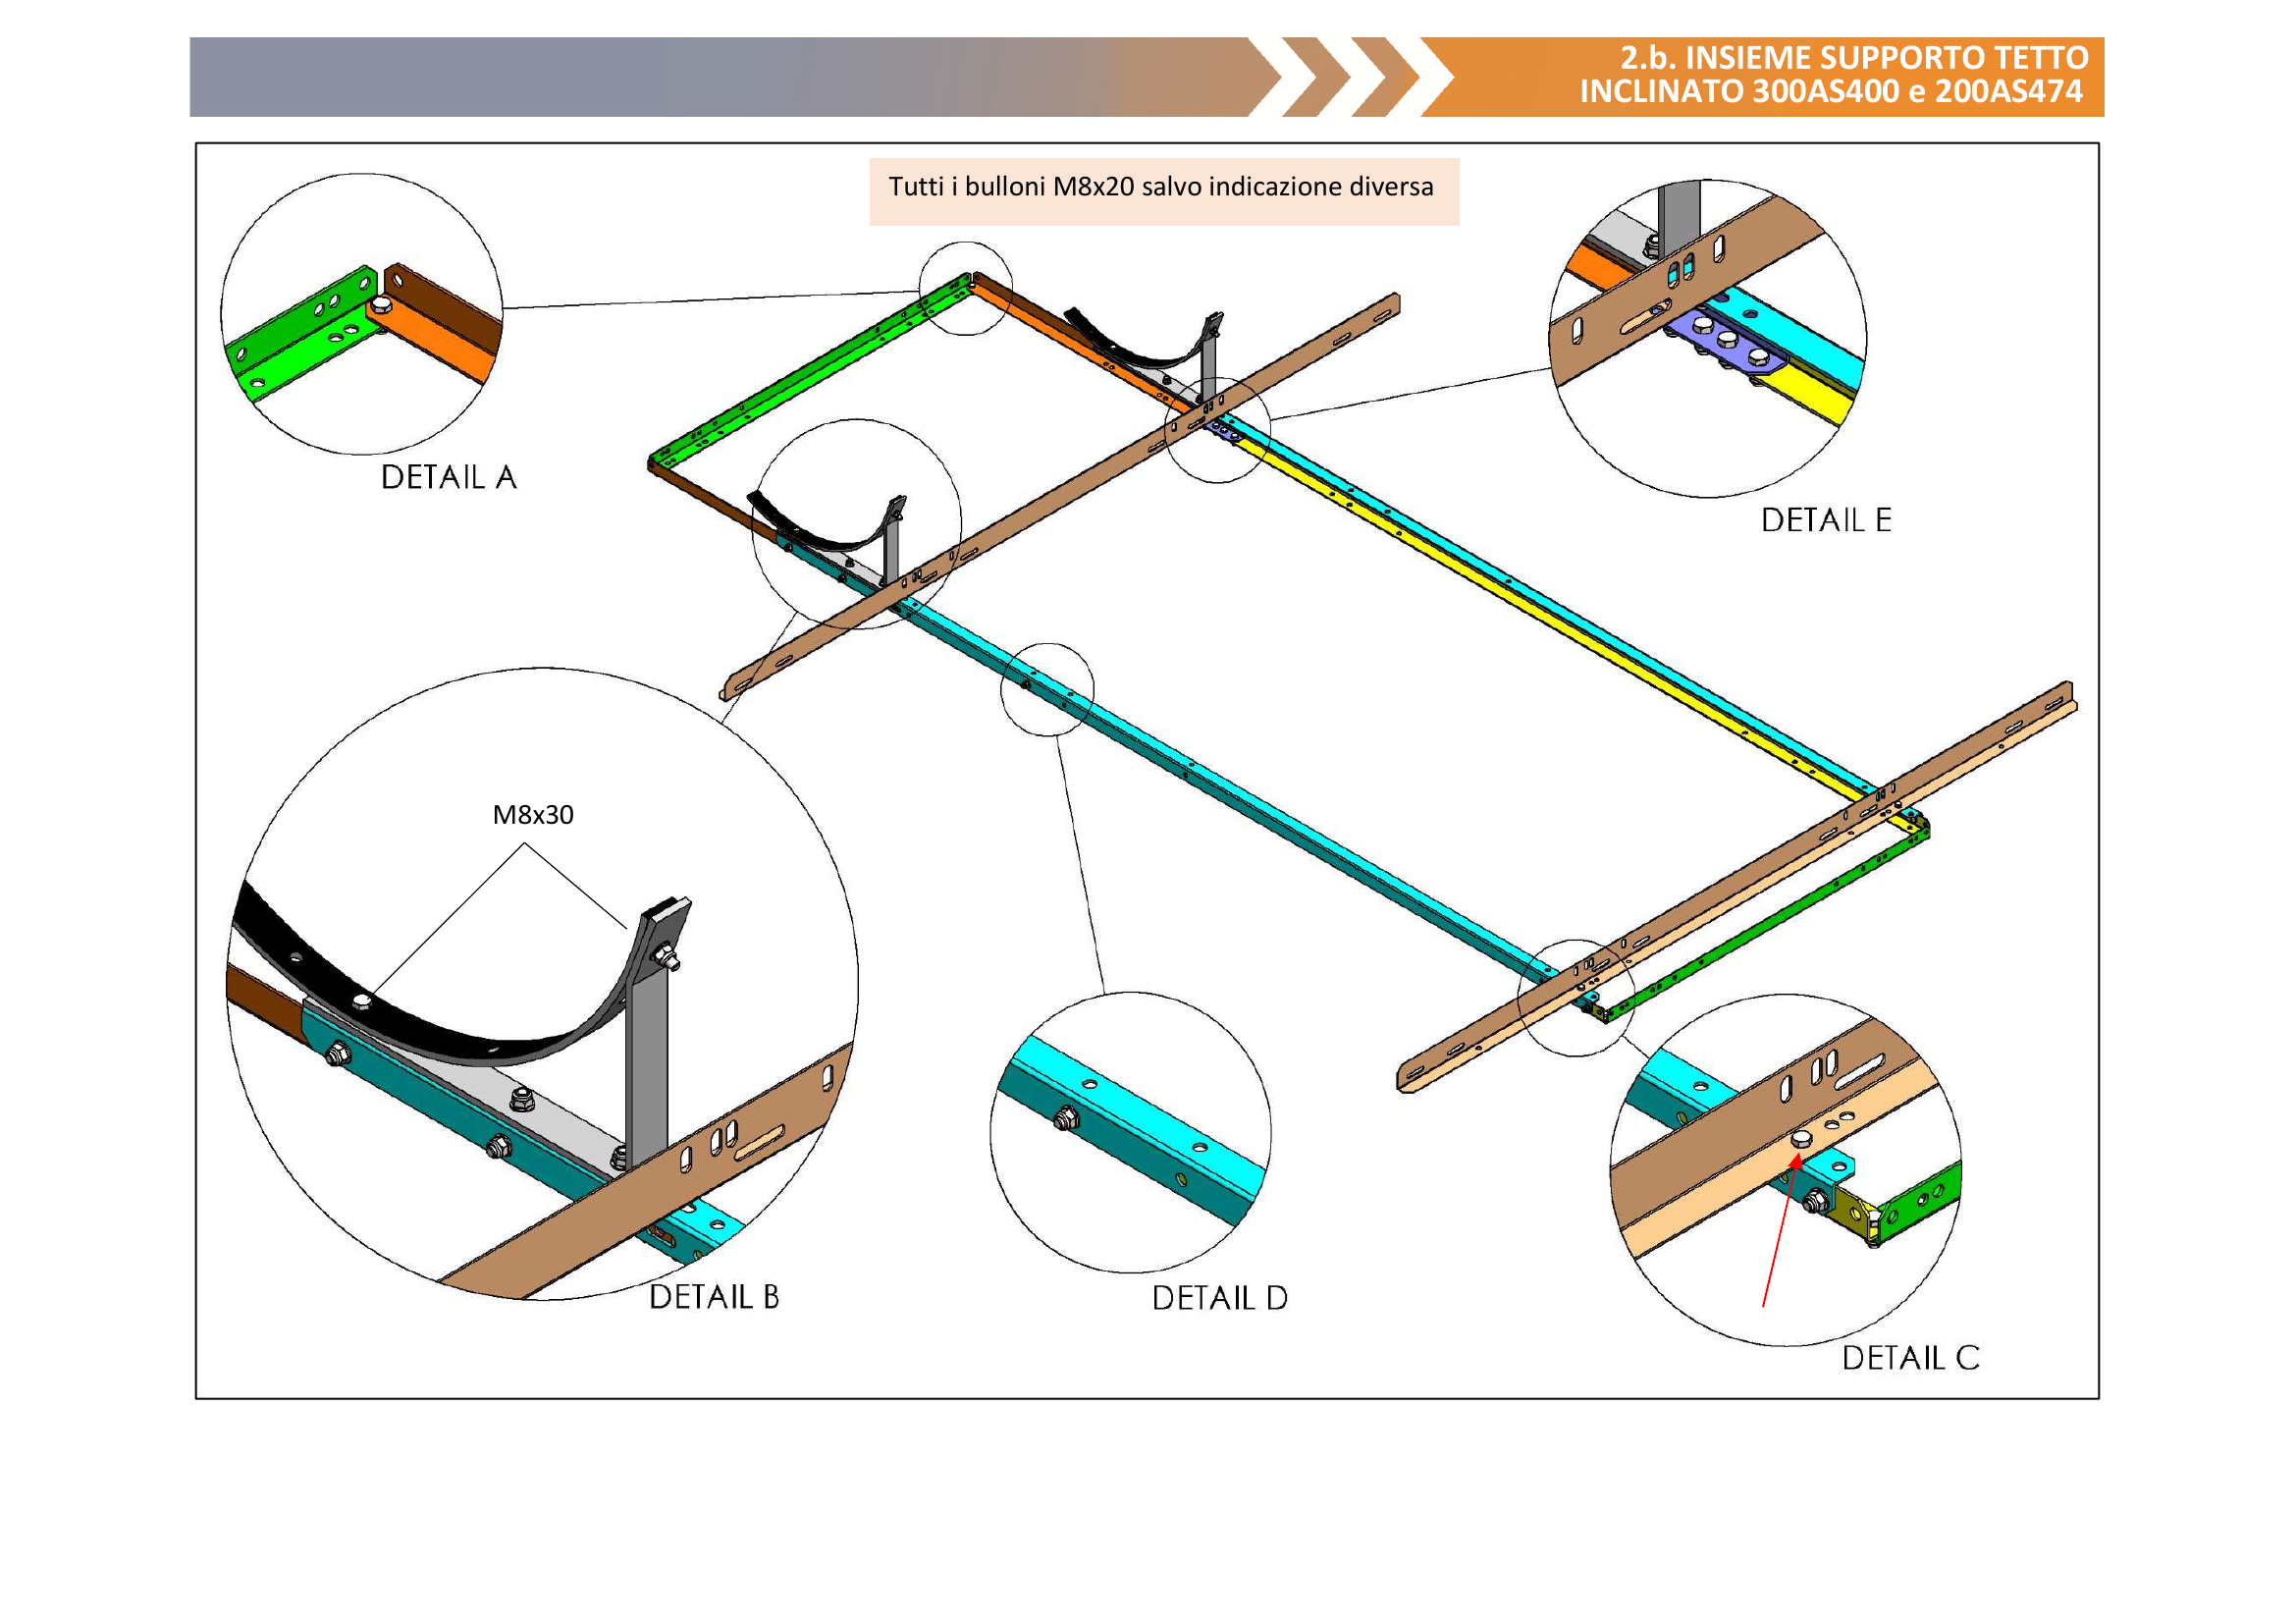 2.b. INSIEME SUPPORTO TETTO
INCLINATO 300AS400 e 200AS474
Tutti i bulloni M8x20 salvo indicazione diversa
DETAIL A
DETAIL E
M8x30
DETAIL B
DETAIL D
DETAIL C